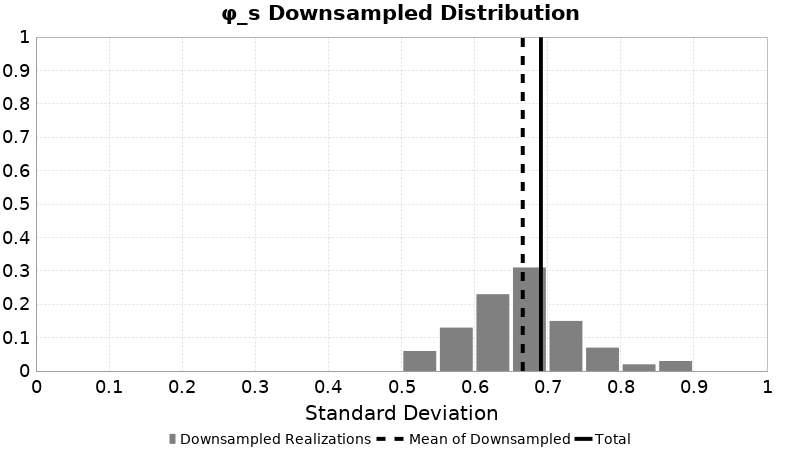 φ_s Downsampled Distribution
1
0.9
0.8
0.7
0.6
0.5
0.4
0.3
0.2
0.1
0
0 0.1 0.2 0.3 0.4 0.5 0.6 0.7 0.8 0.9 1
Standard Deviation
Downsampled Realizations Mean of Downsampled Total